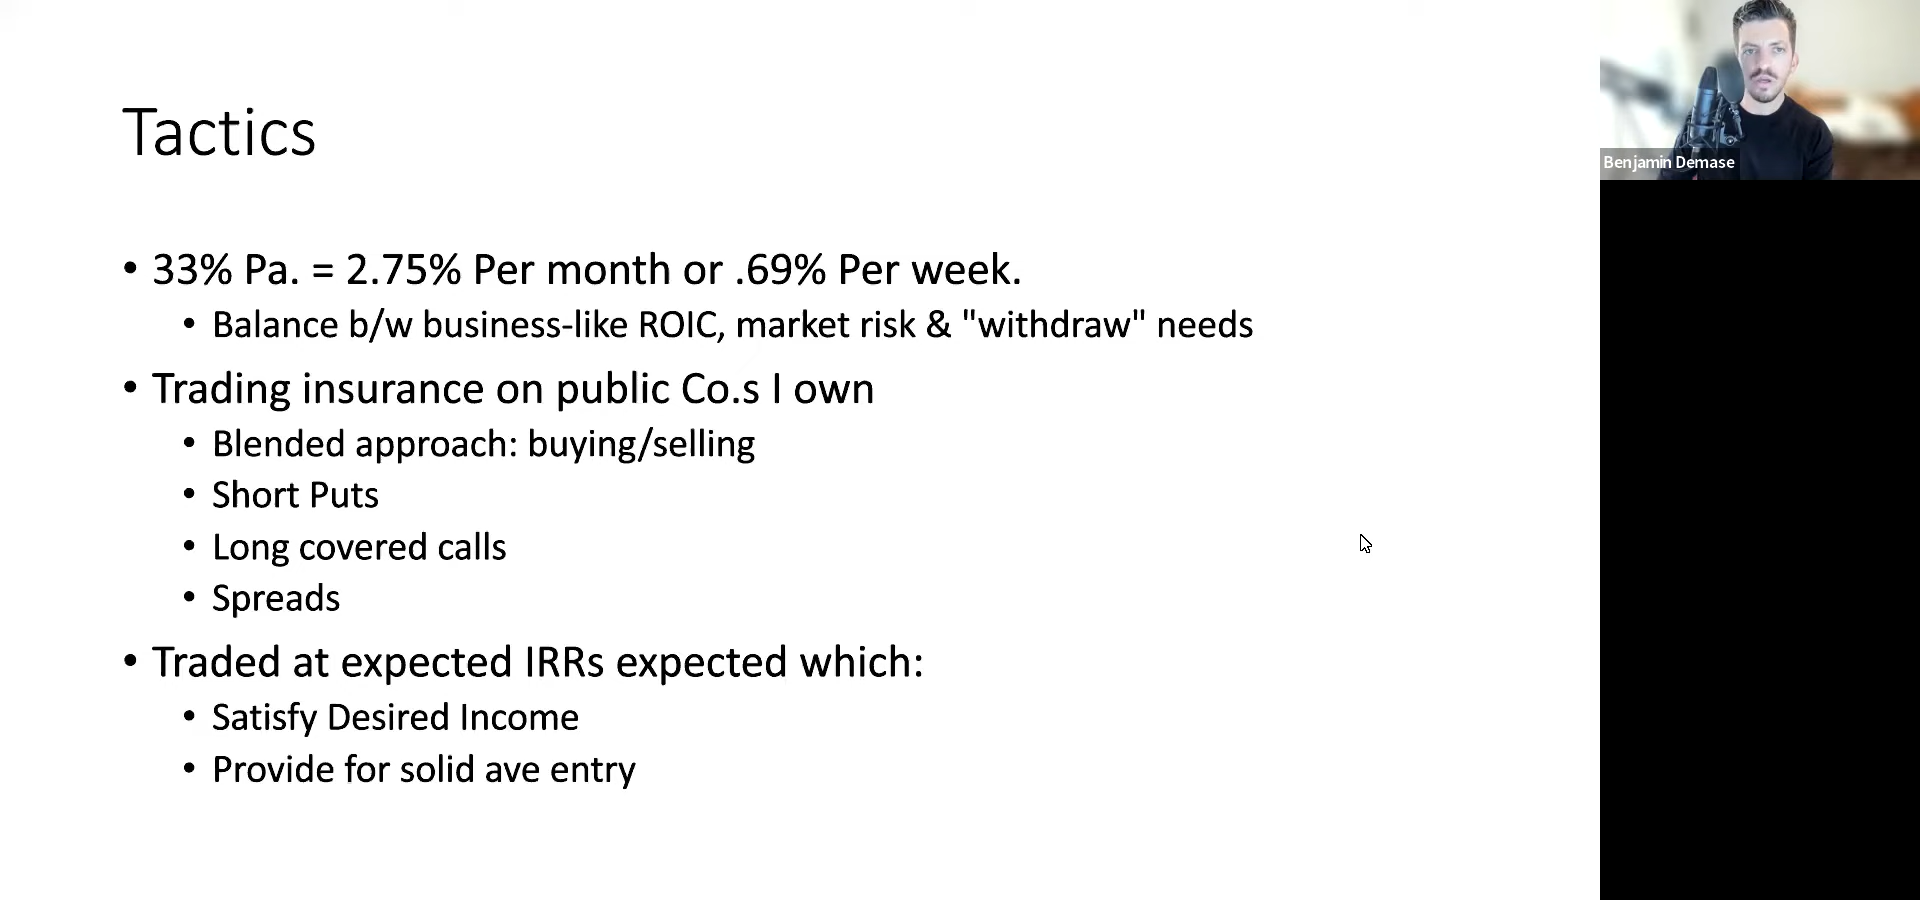 Tactics
• 33% Pa. = 2.75% Per month or .69% Per week.
• Balance b/w business-like ROIC, market risk & "withdraw" needs
• Trading insurance on public Co.s I own
• Blended approach: buying/selling
• Short Puts
• Long covered calls
• Spreads
• Traded at expected IRRs expected which:
• Satisfy Desired Income
• Provide for solid ave entry
Benjamin Demase